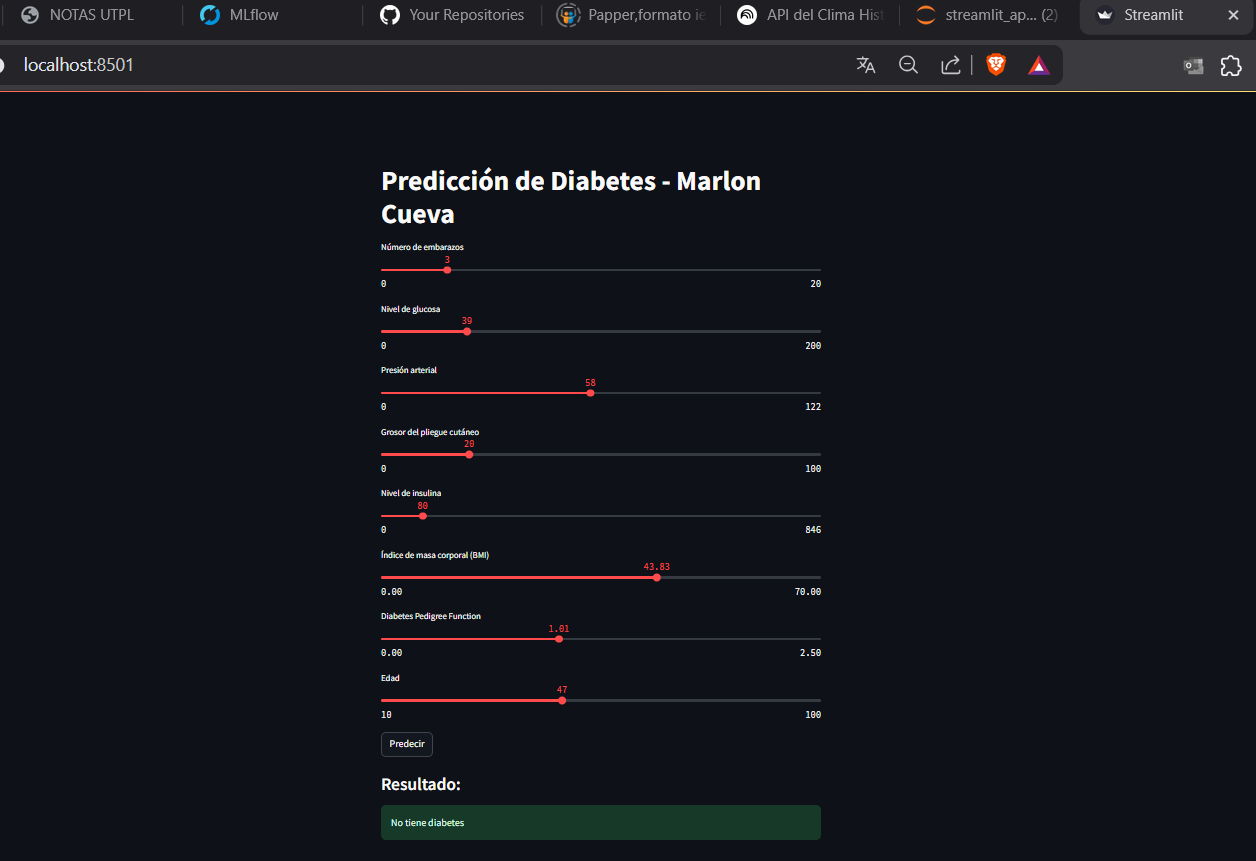 NOTAS UTPL
MLflow
Your Repositories
Papper,formato ie
API del Clima Hist
streamlit_ap... (2)
Streamlit
localhost:8501
Predicción de Diabetes - Marlon
Cueva
Número de embarazos
3
0 20
Nivel de glucosa
39
0 200
Presión arterial
58
0 122
Grosor del pliegue cutáneo
20
0 100
Nivel de insulina
80
0 846
Índice de masa corporal (BMI)
43.83
0.00 70.00
Diabetes Pedigree Function
1.01
0.00 2.50
Edad
47
10 100
Predecir
Resultado:
No tiene diabetes